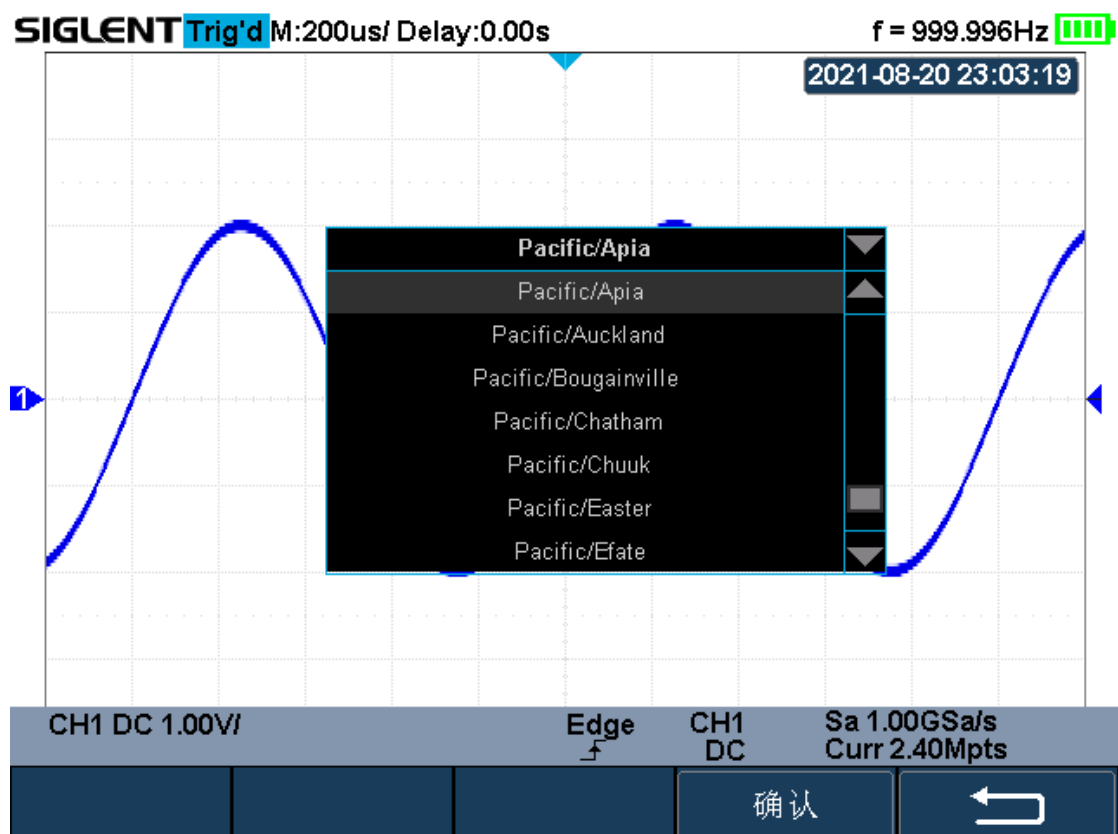 SIGLENT Trig'd M:200us/ Delay:0.00s f = 999.996Hz
2021-08-20 23:03:19
Pacific/Apia
Pacific/Apia
Pacific/Auckland
Pacific/Bougainville
Pacific/Chatham
Pacific/Chuuk
Pacific/Easter
Pacific/Efate
1
CH1 DC 1.00V/ Edge CH1 Sa 1.00GSa/s
DC Curr 2.40Mpts
确认